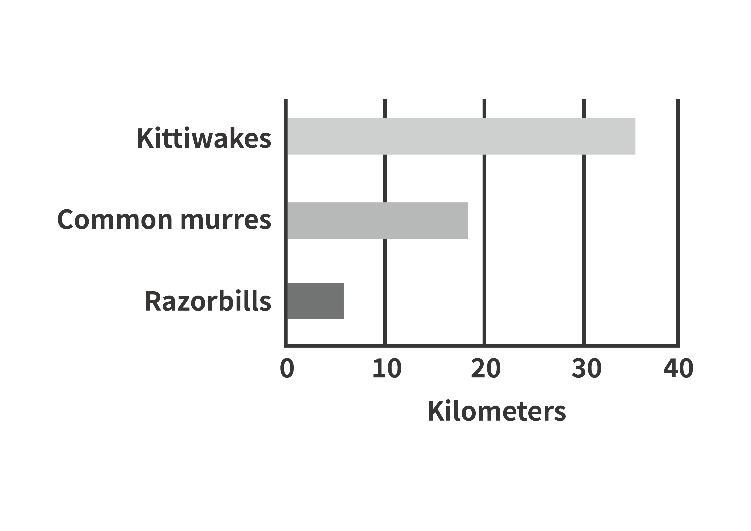 Kittiwakes
Common murres
Razorbills
0 10 20 30 40
Kilometers